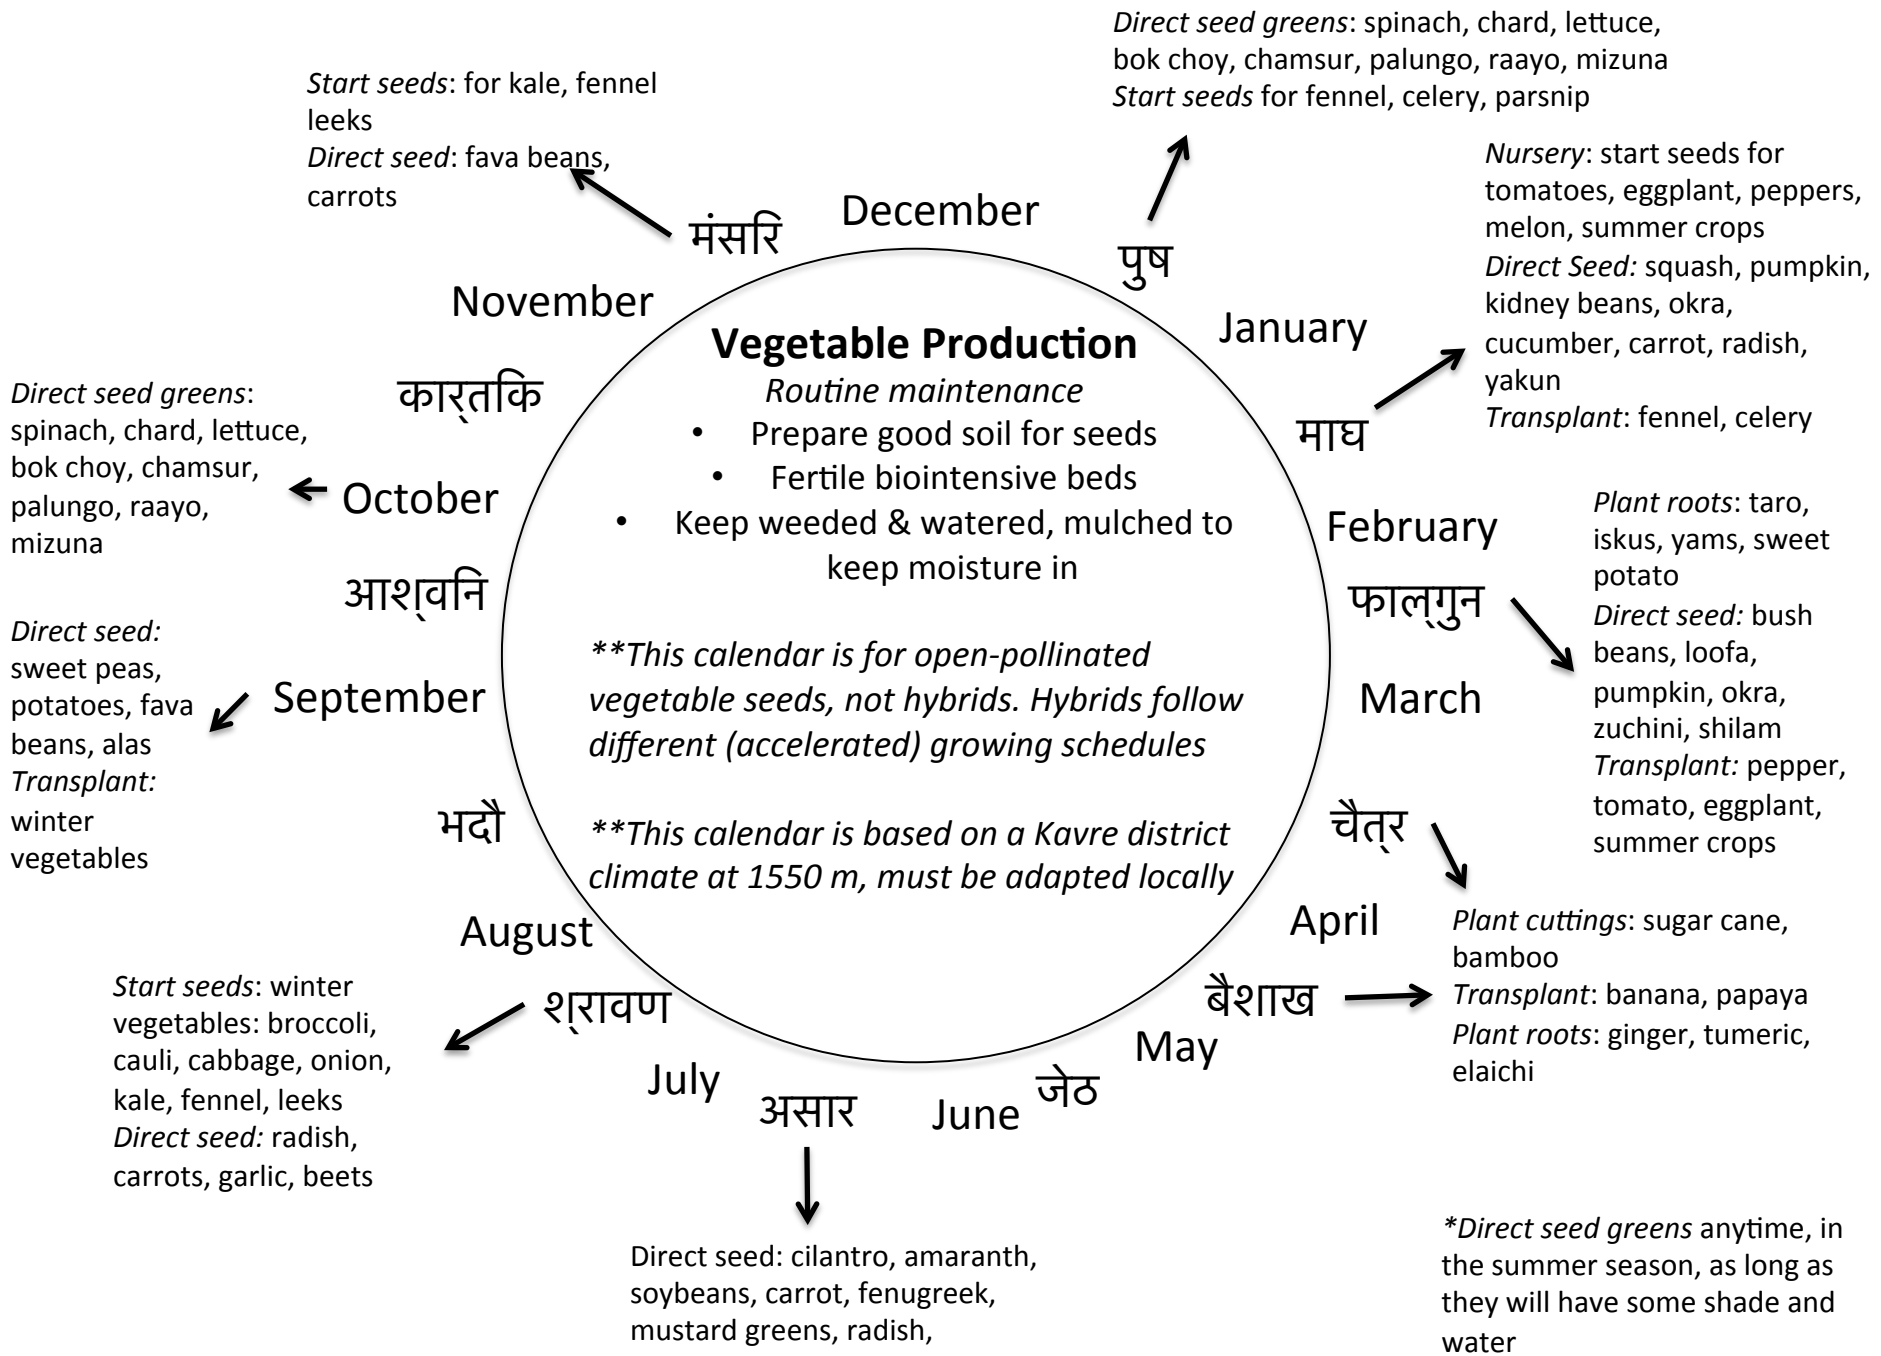 Direct seed greens: spinach, chard, lettuce,
bok choy, chamsur, palungo, raayo, mizuna
Start seeds for fennel, celery, parsnip
Start seeds: for kale, fennel
leeks
Direct seed: fava beans,
carrots
Nursery: start seeds for
tomatoes, eggplant, peppers,
melon, summer crops
Direct Seed: squash, pumpkin,
kidney beans, okra,
cucumber, carrot, radish,
yakun
Transplant: fennel, celery
December
मंसरि
पुष
November
January
कार्तकि
माघ
October
February
आश्वनि
फाल्गुन
September
March
भदौ
चैत्र
August
April
श्रावण
बैशाख
July
May
असार
June
जेठ
Vegetable Production
Routine maintenance
• Prepare good soil for seeds
• Fertile biointensive beds
• Keep weeded & watered, mulched to
keep moisture in
**This calendar is for open-pollinated
vegetable seeds, not hybrids. Hybrids follow
different (accelerated) growing schedules
**This calendar is based on a Kavre district
climate at 1550 m, must be adapted locally
Direct seed greens:
spinach, chard, lettuce,
bok choy, chamsur,
palungo, raayo,
mizuna
Direct seed:
sweet peas,
potatoes, fava
beans, alas
Transplant:
winter
vegetables
Plant roots: taro,
iskus, yams, sweet
potato
Direct seed: bush
beans, loofa,
pumpkin, okra,
zuchini, shilam
Transplant: pepper,
tomato, eggplant,
summer crops
Plant cuttings: sugar cane,
bamboo
Transplant: banana, papaya
Plant roots: ginger, tumeric,
elaichi
Start seeds: winter
vegetables: broccoli,
cauli, cabbage, onion,
kale, fennel, leeks
Direct seed: radish,
carrots, garlic, beets
Direct seed: cilantro, amaranth,
soybeans, carrot, fenugreek,
mustard greens, radish,
*Direct seed greens anytime, in
the summer season, as long as
they will have some shade and
water